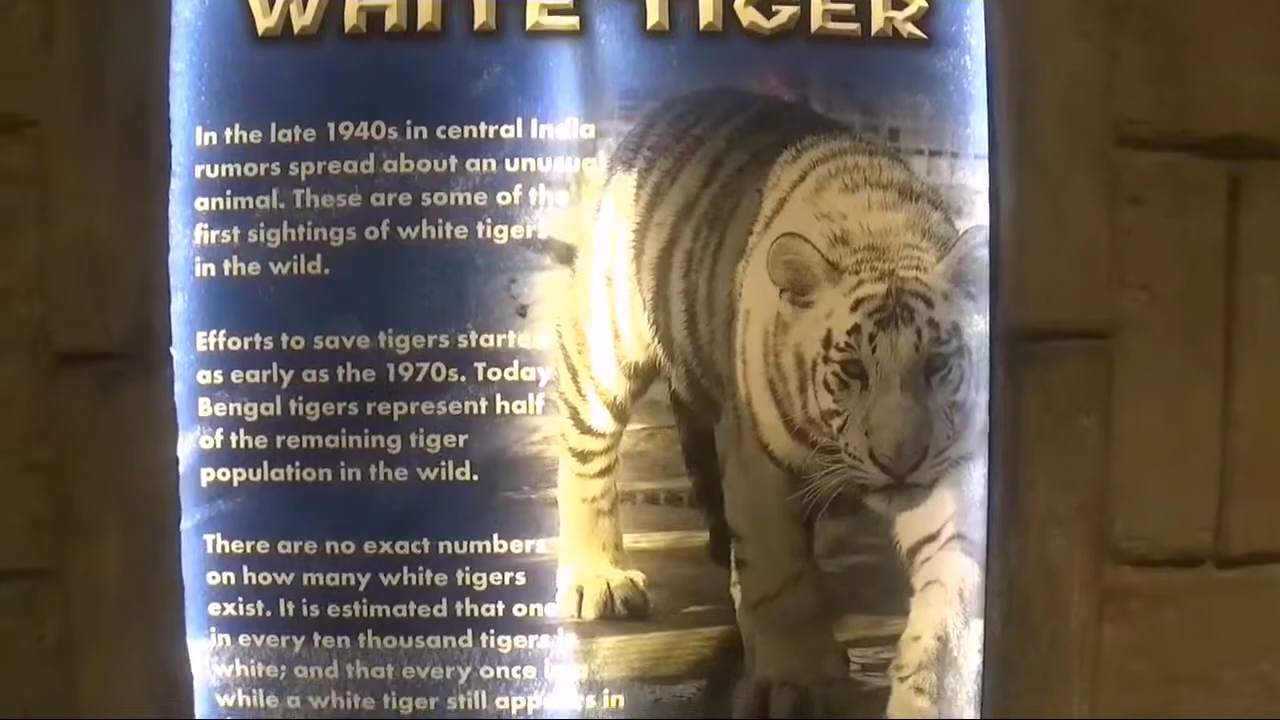 WHITE TIGER
In the late 1940s in central India
rumors spread about an unusual
animal. These are some of the
first sightings of white tigers
in the wild.
Efforts to save tigers started
as early as the 1970s. Today
Bengal tigers represent half
of the remaining tiger
population in the wild.
There are no exact numbers
on how many white tigers
exist. It is estimated that one
in every ten thousand tigers is
white; and that every once in a
while a white tiger still appears in